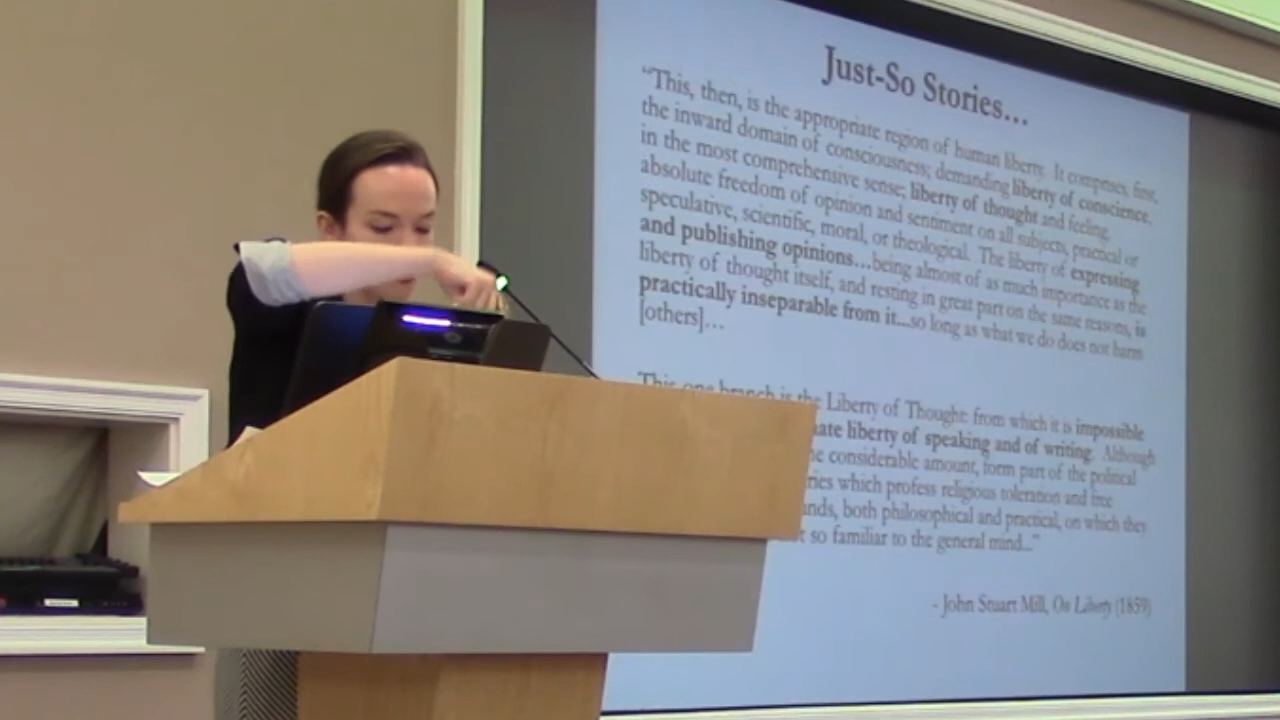 Just-So Stories...
“This, then, is the appropriate region of human liberty. It comprises, first,
the inward domain of consciousness; demanding liberty of conscience,
in the most comprehensive sense; liberty of thought and feeling,
absolute freedom of opinion and sentiment on all subjects, practical or
speculative, scientific, moral, or theological. The liberty of expressing
and publishing opinions…being almost of as much importance as the
liberty of thought itself, and resting in great part on the same reasons, is
practically inseparable from it...so long as what we do does not harm
[others]…
This one branch is the Liberty of Thought: from which it is impossible
liberty of speaking and of writing. Although
considerable amount, form part of the political
which profess religious toleration and free
both philosophical and practical, on which they
so familiar to the general mind...”
- John Stuart Mill, On Liberty (1859)